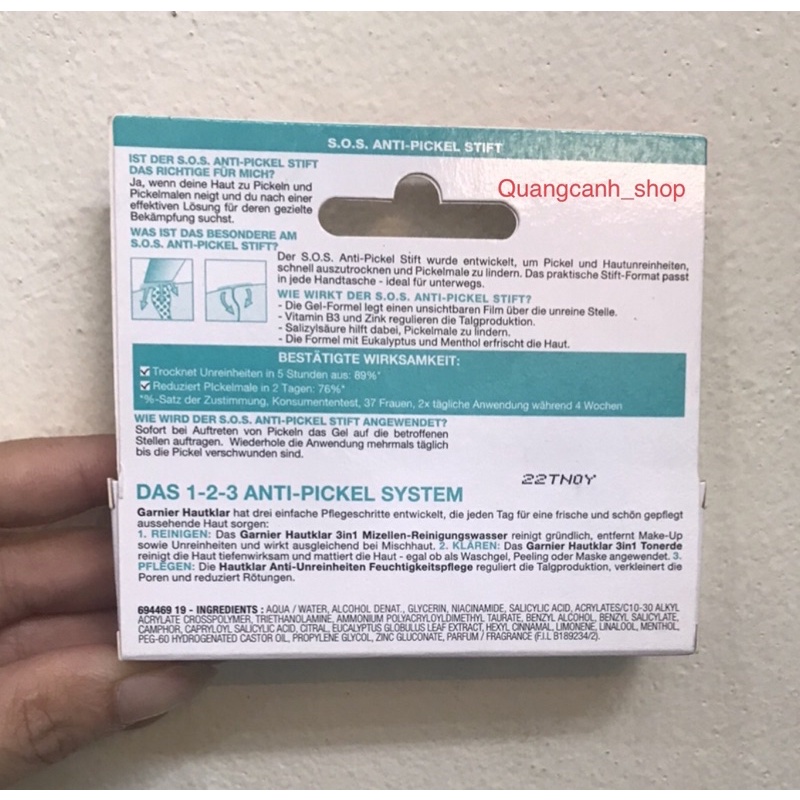 S.O.S. ANTI-PICKEL STIFT
IST DER S.O.S. ANTI-PICKEL STIFT
DAS RICHTIGE FÜR MICH?
Ja, wenn deine Haut zu Pickeln und
Pickelmalen neigt und du nach einer
effektiven Lösung für deren gezielte
Bekämpfung suchst.
Quangcanh_shop
WAS IST DAS BESONDERE AM
S.O.S. ANTI-PICKEL STIFT?
Der S.O.S. Anti-Pickel Stift wurde entwickelt, um Pickel und Hautunreinheiten,
schnell auszutrocknen und Pickelmale zu lindern. Das praktische Stift-Format passt
in jede Handtasche - ideal für unterwegs.
WIE WIRKT DER S.O.S. ANTI-PICKEL STIFT?
- Die Gel-Formel legt einen unsichtbaren Film über die unreine Stelle.
- Vitamin B3 und Zink regulieren die Talgproduktion.
- Salizylsäure hilft dabei, Pickelmale zu lindern.
- Die Formel mit Eukalyptus und Menthol erfrischt die Haut.
BESTÄTIGTE WIRKSAMKEIT:
Trocknet Unreinheiten in 5 Stunden aus: 89%*
Reduziert Pickelmale in 2 Tagen: 76%*
*%-Satz der Zustimmung, Konsumententest, 37 Frauen, 2x tägliche Anwendung während 4 Wochen
WIE WIRD DER S.O.S. ANTI-PICKEL STIFT ANGEWENDET?
Sofort bei Auftreten von Pickeln das Gel auf die betroffenen
Stellen auftragen. Wiederhole die Anwendung mehrmals täglich
bis die Pickel verschwunden sind.
22TN0Y
DAS 1-2-3 ANTI-PICKEL SYSTEM
Garnier Hautklar hat drei einfache Pflegeschritte entwickelt, die jeden Tag für eine frische und schön gepflegt
aussehende Haut sorgen:
1. REINIGEN: Das Garnier Hautklar 3in1 Mizellen-Reinigungswasser reinigt gründlich, entfernt Make-Up
sowie Unreinheiten und wirkt ausgleichend bei Mischhaut. 2. KLÄREN: Das Garnier Hautklar 3in1 Tonerde
reinigt die Haut tiefenwirksam und mattiert die Haut - egal ob als Waschgel, Peeling oder Maske angewendet. 3.
PFLEGEN: Die Hautklar Anti-Unreinheiten Feuchtigkeitspflege reguliert die Talgproduktion, verkleinert die
Poren und reduziert Rötungen.
694469 19 - INGREDIENTS : AQUA / WATER, ALCOHOL DENAT., GLYCERIN, NIACINAMIDE, SALICYLIC ACID, ACRYLATES/C10-30 ALKYL
ACRYLATE CROSSPOLYMER, TRIETHANOLAMINE, AMMONIUM POLYACRYLOYLDIMETHYL TAURATE, BENZYL ALCOHOL, BENZYL SALICYLATE,
CAMPHOR, CAPRYLOYL SALICYLIC ACID, CITRAL, EUCALYPTUS GLOBULUS LEAF EXTRACT, HEXYL CINNAMAL, LIMONENE, LINALOOL, MENTHOL,
PEG-60 HYDROGENATED CASTOR OIL, PROPYLENE GLYCOL, ZINC GLUCONATE, PARFUM / FRAGRANCE (F.I.L B189234/2).